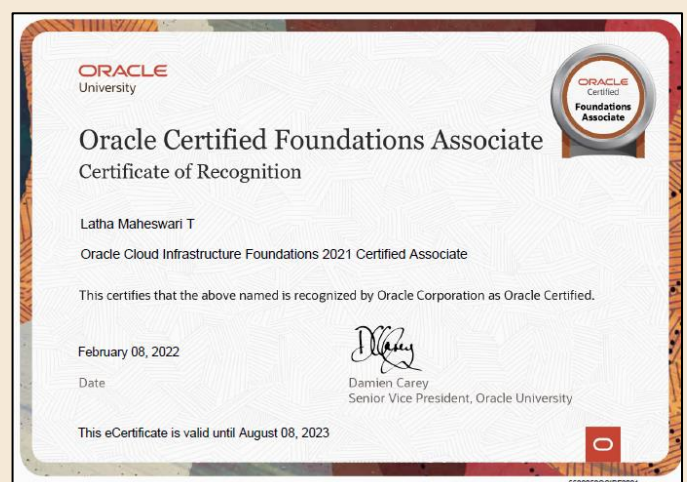 ORACLE
University
ORACLE
Certified
Foundations
Associate
Oracle Certified Foundations Associate
Certificate of Recognition
Latha Maheswari T
Oracle Cloud Infrastructure Foundations 2021 Certified Associate
This certifies that the above named is recognized by Oracle Corporation as Oracle Certified.
February 08, 2022
Date
Damien Carey
Senior Vice President, Oracle University
This eCertificate is valid until August 08, 2023